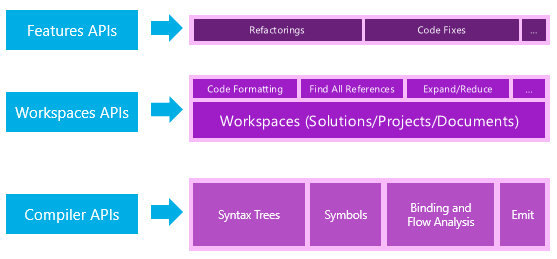 Features APIs
Refactorings
Code Fixes
...
Workspaces APIs
Code Formatting
Find All References
Expand/Reduce
...
Workspaces (Solutions/Projects/Documents)
Compiler APIs
Syntax Trees
Symbols
Binding and
Flow Analysis
Emit